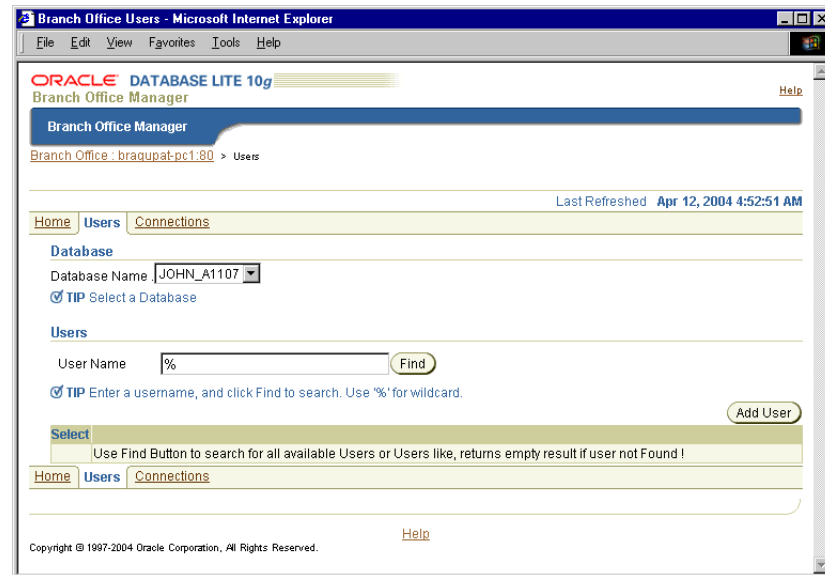 Branch Office Users - Microsoft Internet Explorer
File Edit View Favorites Tools Help
ORACLE DATABASE LITE 10g
Branch Office Manager
Help
Branch Office Manager
Branch Office : braqupat-pc1:80 > Users
Last Refreshed Apr 12, 2004 4:52:51 AM
Home Users Connections
Database
Database Name . JOHN_A1107
TIP Select a Database
Users
User Name % Find
TIP Enter a username, and click Find to search. Use '%' for wildcard.
Add User
Select
Use Find Button to search for all available Users or Users like, returns empty result if user not Found !
Home Users Connections
Help
Copyright © 1997-2004 Oracle Corporation, All Rights Reserved.